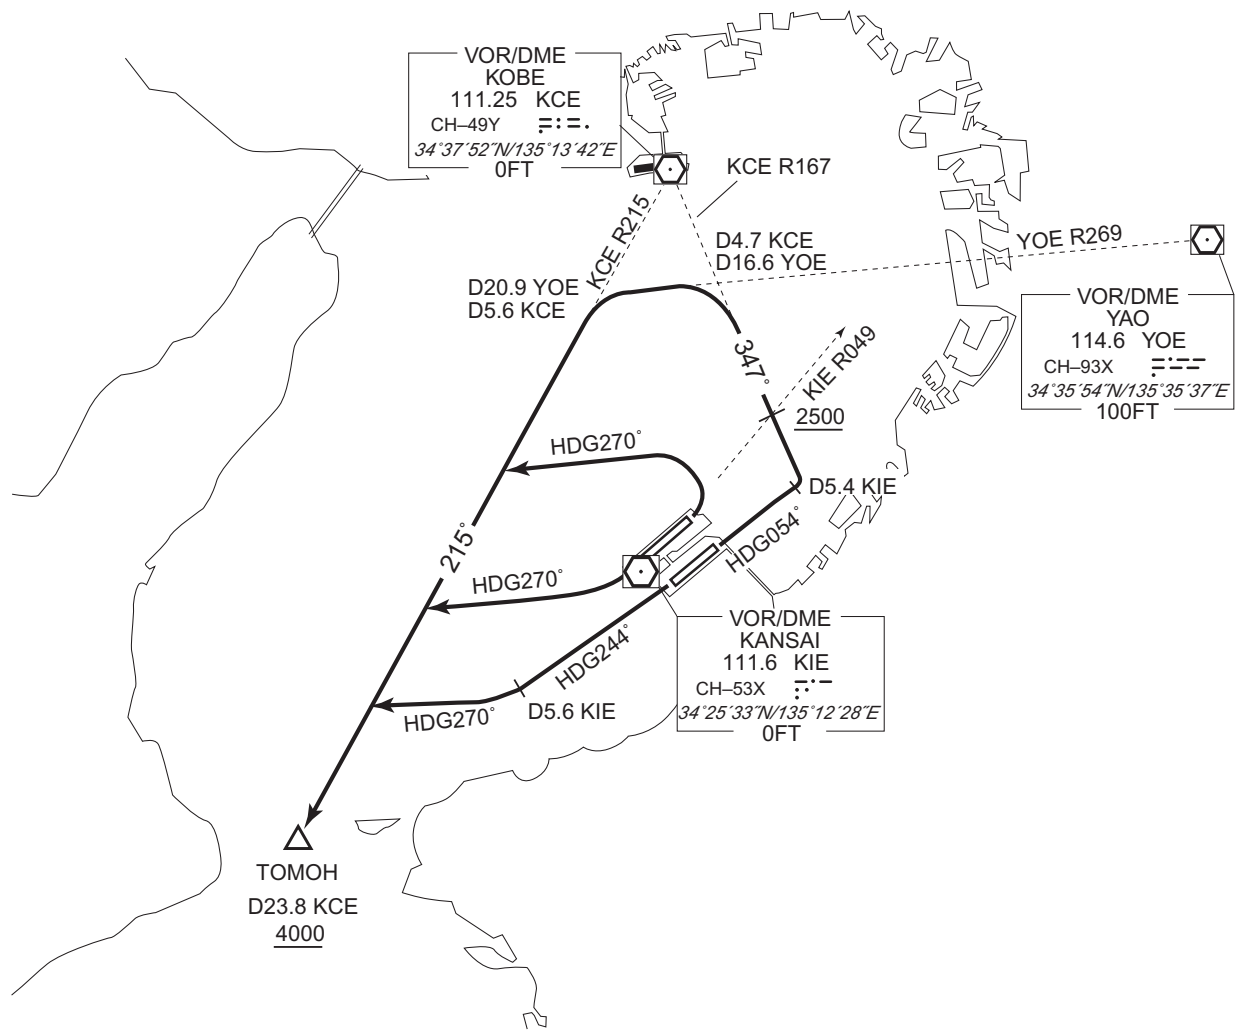 VOR/DME
KOBE
111.25 KCE
CH–49Y
34°37´52˝N/135°13´42˝E
0FT
KCE R167
KCE R215
D4.7 KCE
D16.6 YOE
YOE R269
D20.9 YOE
D5.6 KCE
VOR/DME
YAO
114.6 YOE
CH–93X
34°35´54˝N/135°35´37˝E
100FT
347°
KIE R049
2500
HDG270°
D5.4 KIE
HDG054°
215°
HDG270°
HDG244°
VOR/DME
KANSAI
111.6 KIE
CH–53X
34°25´33˝N/135°12´28˝E
0FT
D5.6 KIE
HDG270°
TOMOH
D23.8 KCE
4000